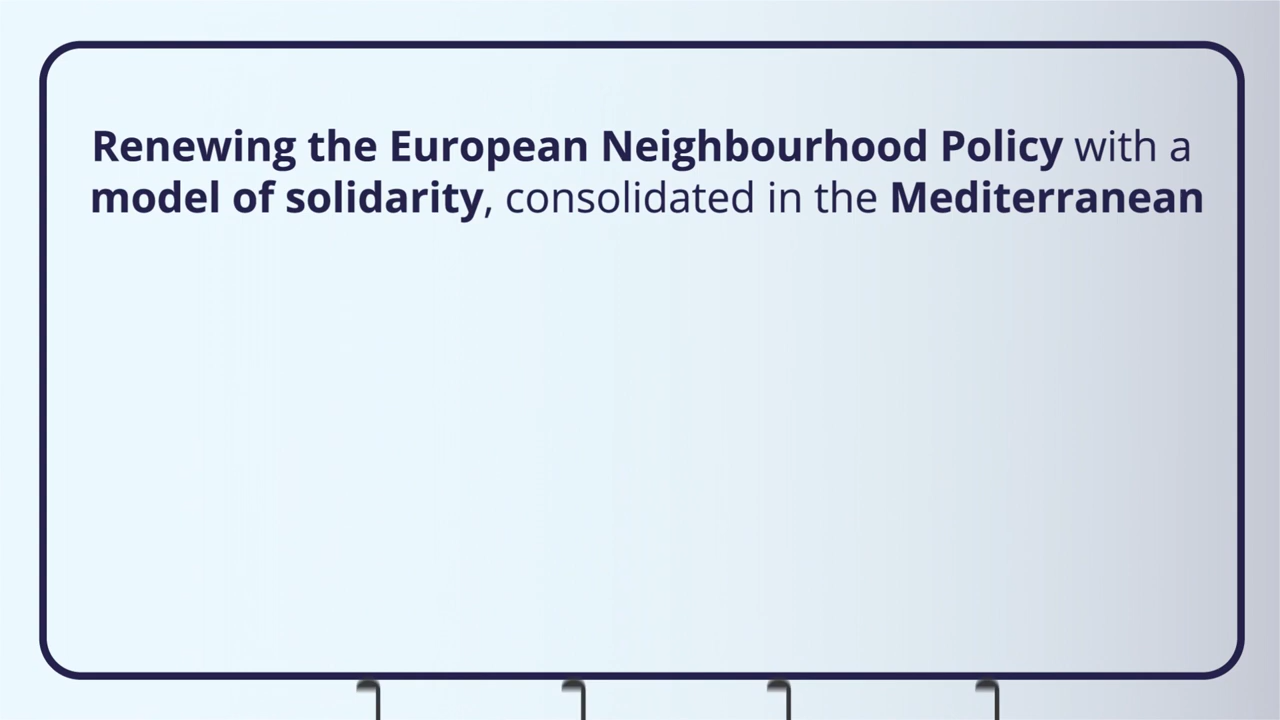 Renewing the European Neighbourhood Policy with a
model of solidarity, consolidated in the Mediterranean